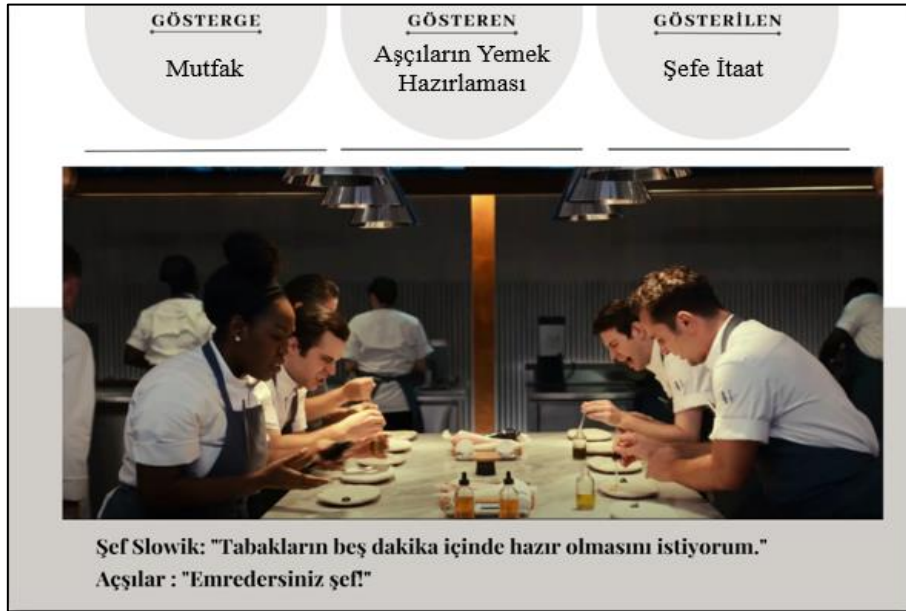 GÖSTERGE
Mutfak
GÖSTEREN
Aşçıların Yemek
Hazırlaması
GÖSTERİLEN
Şefe İtaat
Şef Slowik: "Tabakların beş dakika içinde hazır olmasını istiyorum."
Açşılar : "Emredersiniz şef!"